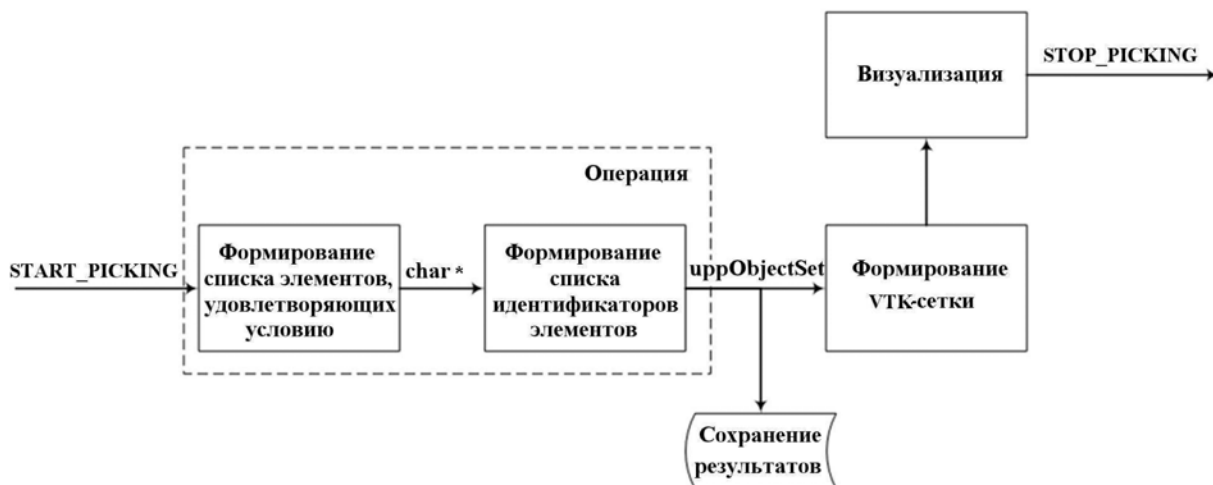 Визуализация
STOP_PICKING
Операция
START_PICKING
Формирование
списка элементов,
удовлетворяющих
условию
char *
Формирование
списка
идентификаторов
элементов
uppObjectSet
Формирование
VTK-сетки
Сохранение
результатов